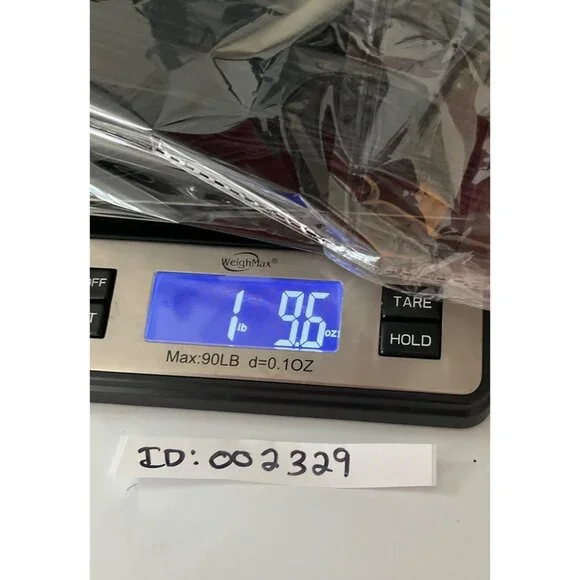 WeighMax®
OFF
1 lb 9.6 oz
TARE
HOLD
Max:90LB d=0.1OZ
ID: 002329